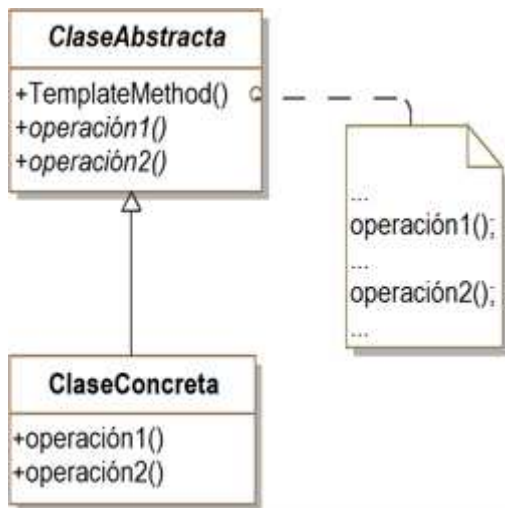 ClaseAbstracta
+TemplateMethod()
+operación1()
+operación2()
...
operación1();
...
operación2();
...
ClaseConcreta
+operación1()
+operación2()